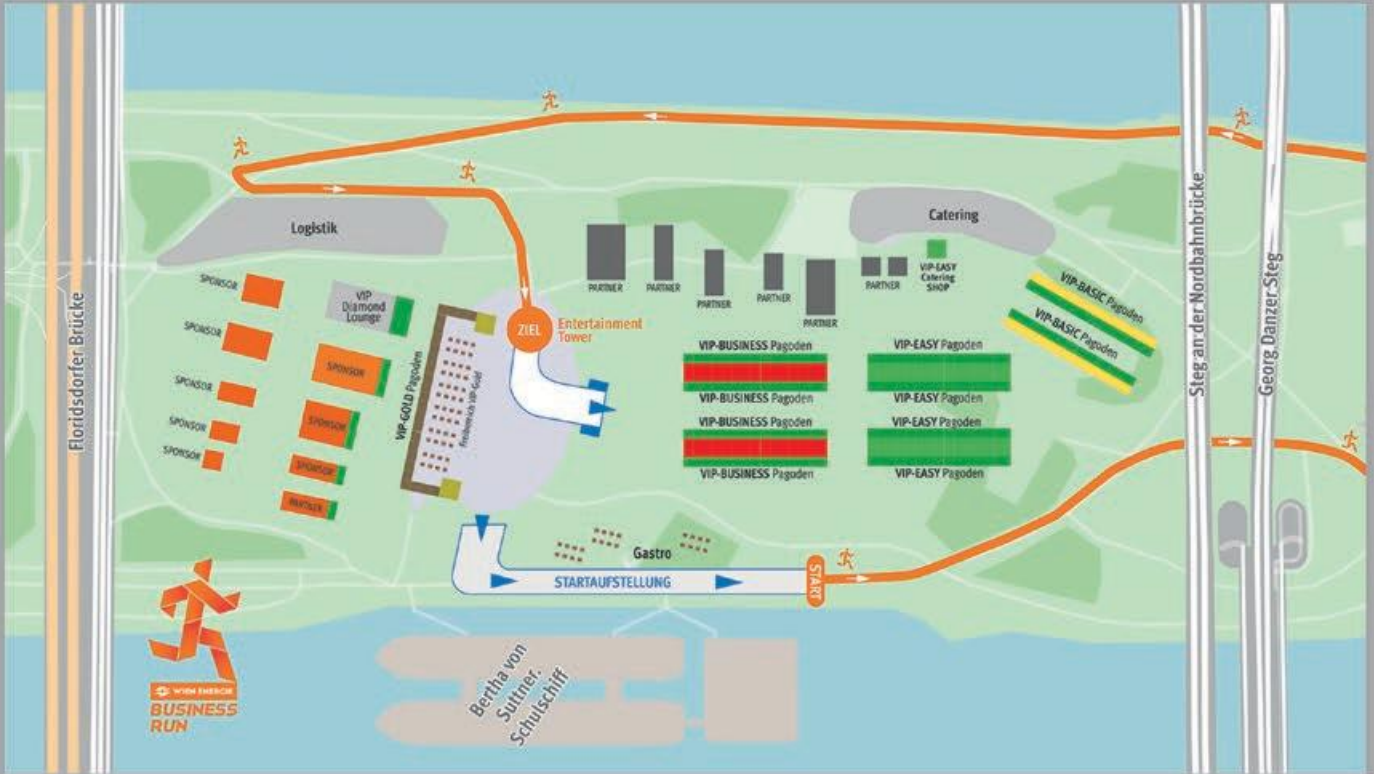 Floridsdorfer Brücke
Logistik
Catering
SPONSOR
SPONSOR
SPONSOR
SPONSOR
SPONSOR
VIP
Diamond
Lounge
SPONSOR
SPONSOR
SPONSOR
PARTNER
VIP-GOLD Pagoden
Freibereich VIP-Gold
ZIEL
Entertainment
Tower
PARTNER
PARTNER
PARTNER
PARTNER
PARTNER
PARTNER
VIP-EASY
Catering
SHOP
VIP-BASIC Pagoden
VIP-BASIC Pagoden
VIP-BUSINESS Pagoden
VIP-BUSINESS Pagoden
VIP-BUSINESS Pagoden
VIP-BUSINESS Pagoden
VIP-EASY Pagoden
VIP-EASY Pagoden
VIP-EASY Pagoden
VIP-EASY Pagoden
Steg an der Nordbahnbrücke
Georg Danzer Steg
Gastro
STARTAUFSTELLUNG
START
Bertha von
Suttner.
Schulschiff
WIEN ENERGIE
BUSINESS
RUN